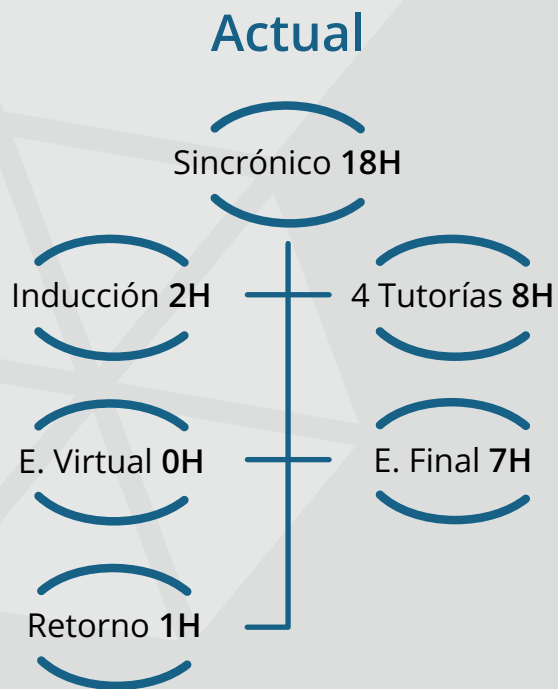 Actual
Sincrónico 18H
Inducción 2H
4 Tutorías 8H
E. Virtual 0H
E. Final 7H
Retorno 1H